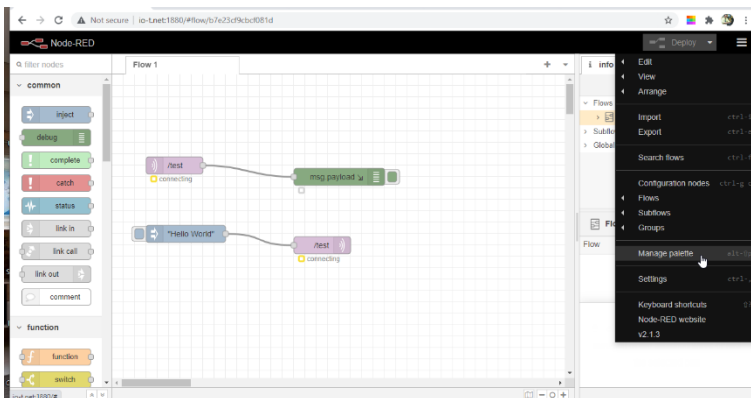 Not secure | io-t.net:1880/#flow/b7e23cf9cbcf081d
Node-RED
Deploy
filter nodes
Flow 1
i info
common
inject
debug
complete
catch
status
link in
link call
link out
comment
function
function
switch
/test
connecting
msg.payload
"Hello World"
/test
connecting
Flows
Subflo
Global
Flo
Flow
Edit
View
Arrange
Import
Export
Search flows
Configuration nodes ctrl-g c
Flows
Subflows
Groups
Manage palette
Settings
Keyboard shortcuts
Node-RED website
v2.1.3